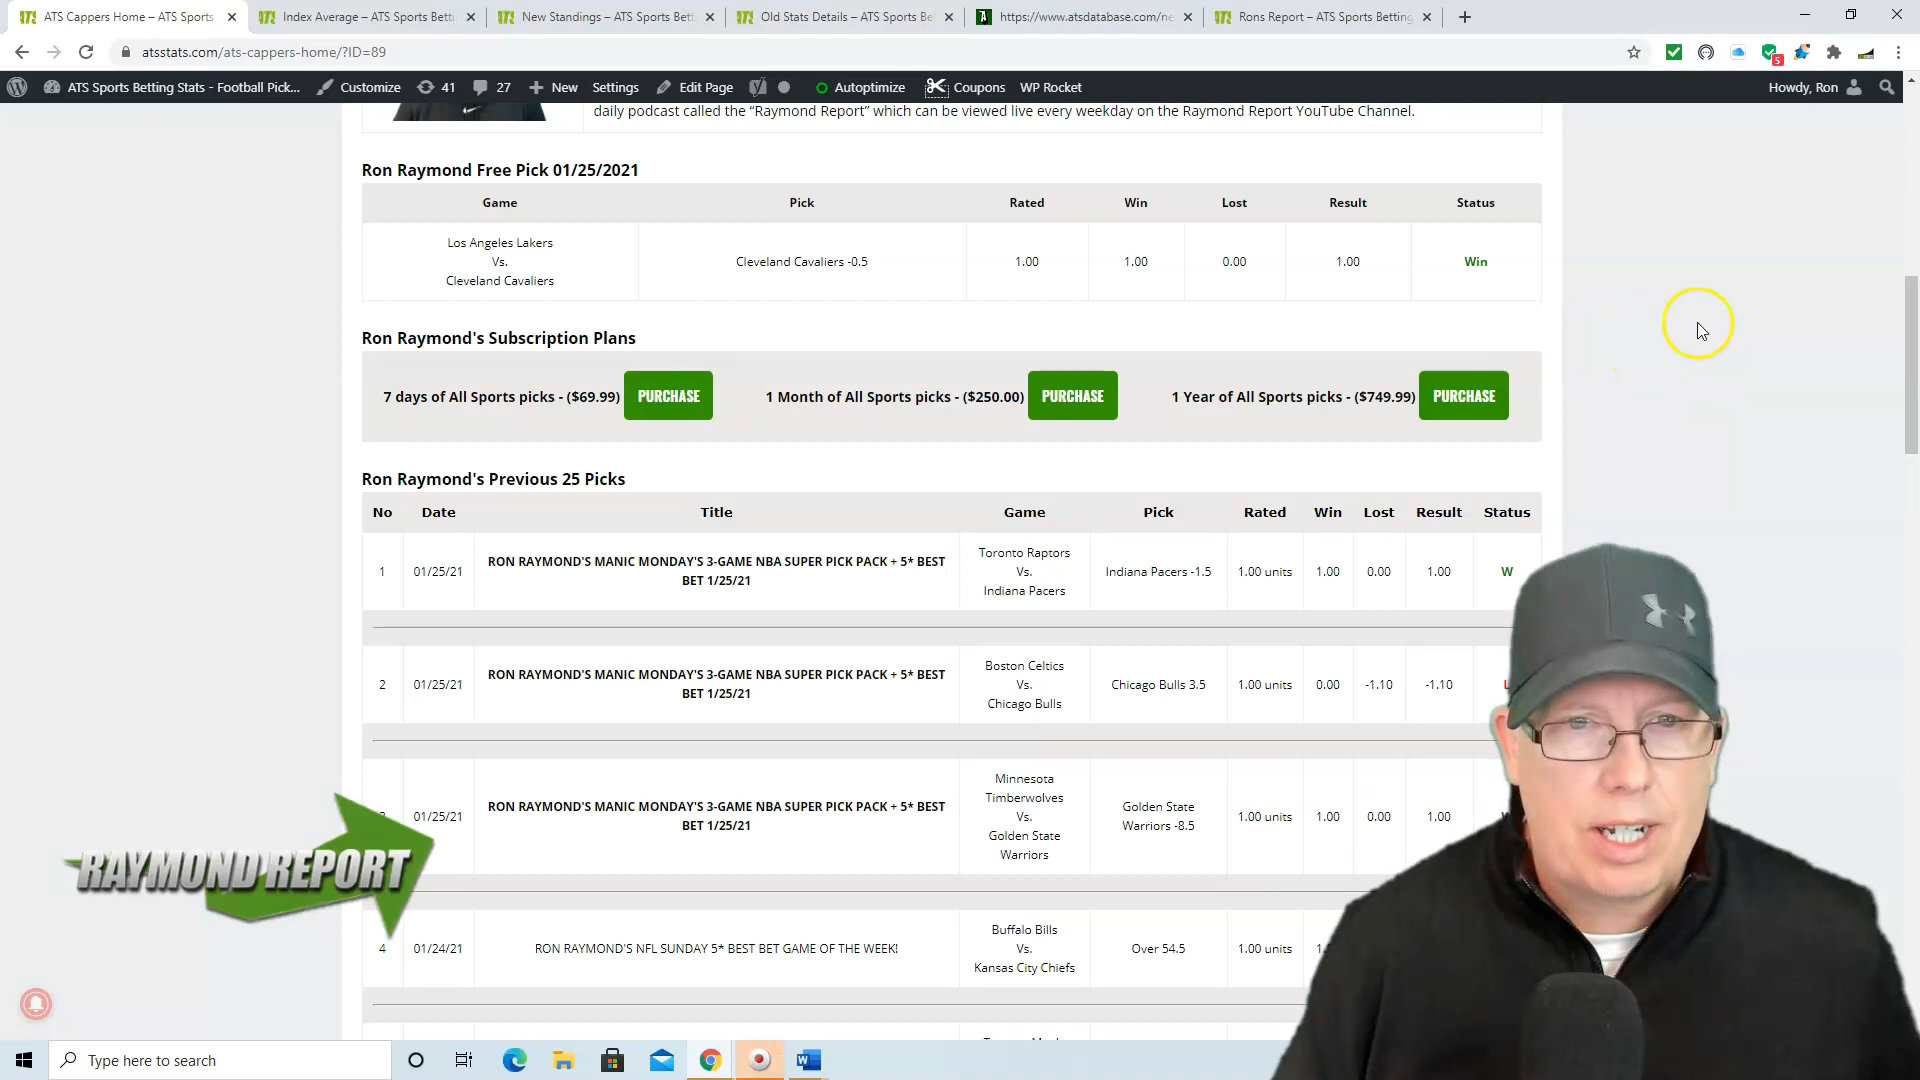 ATS Cappers Home – ATS Sports
Index Average – ATS Sports Betti
New Standings – ATS Sports Bett
Old Stats Details – ATS Sports Be
https://www.atsdatabase.com/ne
Rons Report – ATS Sports Betting
atsstats.com/ats-cappers-home/?ID=89
5
ATS Sports Betting Stats - Football Pick...
Customize
41
27
New
Settings
Edit Page
Autoptimize
Coupons
WP Rocket
Howdy, Ron
daily podcast called the “Raymond Report” which can be viewed live every weekday on the Raymond Report YouTube Channel.
Ron Raymond Free Pick 01/25/2021
Game Pick Rated Win Lost Result Status
Los Angeles Lakers
Vs.
Cleveland Cavaliers
Cleveland Cavaliers -0.5 1.00 1.00 0.00 1.00 Win
Ron Raymond's Subscription Plans
7 days of All Sports picks - ($69.99) PURCHASE 1 Month of All Sports picks - ($250.00) PURCHASE 1 Year of All Sports picks - ($749.99) PURCHASE
Ron Raymond's Previous 25 Picks
No Date Title Game Pick Rated Win Lost Result Status
1 01/25/21
RON RAYMOND'S MANIC MONDAY'S 3-GAME NBA SUPER PICK PACK + 5* BEST
BET 1/25/21
Toronto Raptors
Vs.
Indiana Pacers
Indiana Pacers -1.5 1.00 units 1.00 0.00 1.00 W
2 01/25/21
RON RAYMOND'S MANIC MONDAY'S 3-GAME NBA SUPER PICK PACK + 5* BEST
BET 1/25/21
Boston Celtics
Vs.
Chicago Bulls
Chicago Bulls 3.5 1.00 units 0.00 -1.10 -1.10 L
01/25/21
RON RAYMOND'S MANIC MONDAY'S 3-GAME NBA SUPER PICK PACK + 5* BEST
BET 1/25/21
Minnesota
Timberwolves
Vs.
Golden State
Warriors
Golden State
Warriors -8.5
1.00 units 1.00 0.00 1.00
RAYMOND REPORT
4 01/24/21
RON RAYMOND'S NFL SUNDAY 5* BEST BET GAME OF THE WEEK!
Buffalo Bills
Vs.
Kansas City Chiefs
Over 54.5 1.00 units
Type here to search